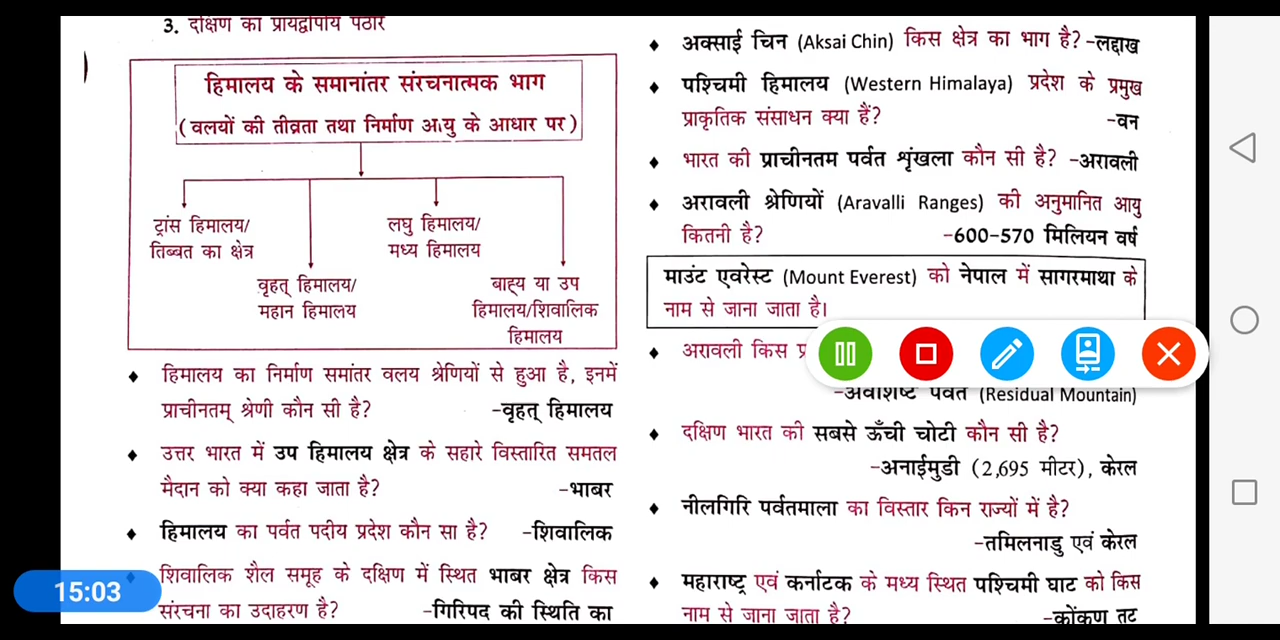 3. दक्षिण का प्रायद्वीपीय पठार
हिमालय के समानांतर संरचनात्मक भाग
(वलयों की तीव्रता तथा निर्माण आयु के आधार पर)
ट्रांस हिमालय/
तिब्बत का क्षेत्र
वृहत् हिमालय/
महान हिमालय
लघु हिमालय/
मध्य हिमालय
बाह्य या उप
हिमालय/शिवालिक
हिमालय
♦ हिमालय का निर्माण समांतर वलय श्रेणियों से हुआ है, इनमें
प्राचीनतम् श्रेणी कौन सी है? -वृहत् हिमालय
♦ उत्तर भारत में उप हिमालय क्षेत्र के सहारे विस्तारित समतल
मैदान को क्या कहा जाता है? -भाबर
♦ हिमालय का पर्वत पदीय प्रदेश कौन सा है? -शिवालिक
♦ शिवालिक शैल समूह के दक्षिण में स्थित भाबर क्षेत्र किस
संरचना का उदाहरण है? -गिरिपद की स्थिति का
♦ अक्साई चिन (Aksai Chin) किस क्षेत्र का भाग है? -लद्दाख
♦ पश्चिमी हिमालय (Western Himalaya) प्रदेश के प्रमुख
प्राकृतिक संसाधन क्या हैं? -वन
♦ भारत की प्राचीनतम पर्वत शृंखला कौन सी है? -अरावली
♦ अरावली श्रेणियों (Aravalli Ranges) की अनुमानित आयु
कितनी है? -600-570 मिलियन वर्ष
माउंट एवरेस्ट (Mount Everest) को नेपाल में सागरमाथा के
नाम से जाना जाता है।
♦ अरावली किस
-अवशिष्ट पर्वत (Residual Mountain)
♦ दक्षिण भारत की सबसे ऊँची चोटी कौन सी है?
-अनाईमुडी (2,695 मीटर), केरल
♦ नीलगिरि पर्वतमाला का विस्तार किन राज्यों में है?
-तमिलनाडु एवं केरल
♦ महाराष्ट्र एवं कर्नाटक के मध्य स्थित पश्चिमी घाट को किस
नाम से जाना जाता है? -कोंकण तट
15:03